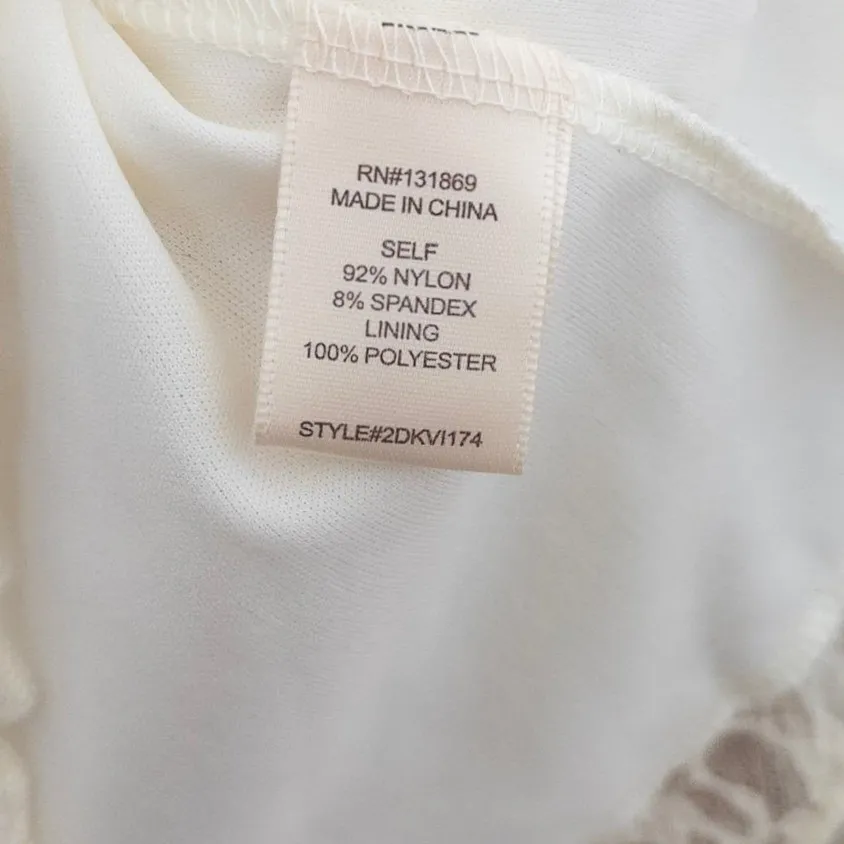 RN#131869
MADE IN CHINA
SELF
92% NYLON
8% SPANDEX
LINING
100% POLYESTER
STYLE#2DKVI174